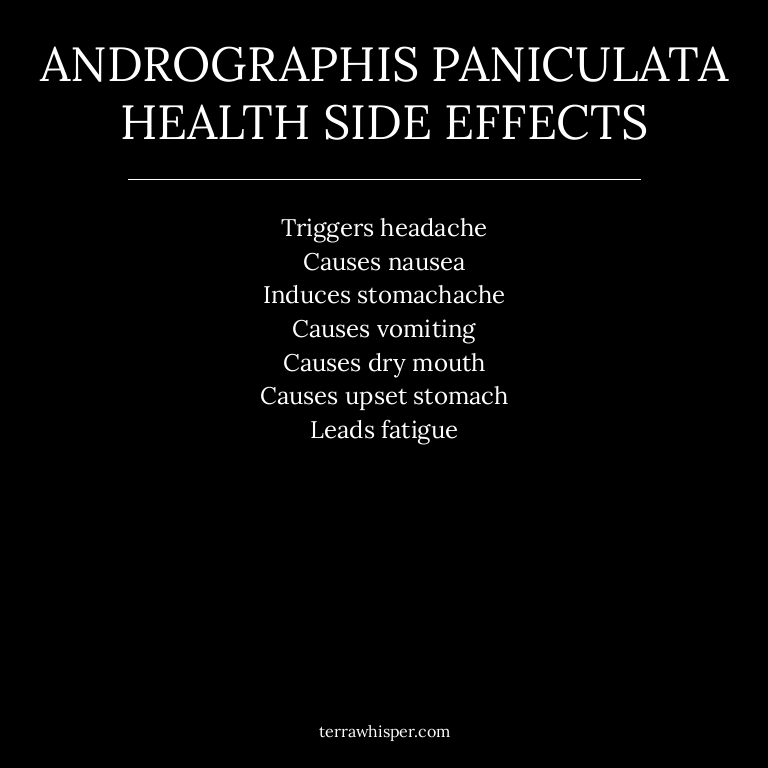 ANDROGRAPHIS PANICULATA
HEALTH SIDE EFFECTS
Triggers headache
Causes nausea
Induces stomachache
Causes vomiting
Causes dry mouth
Causes upset stomach
Leads fatigue
terrawhisper.com